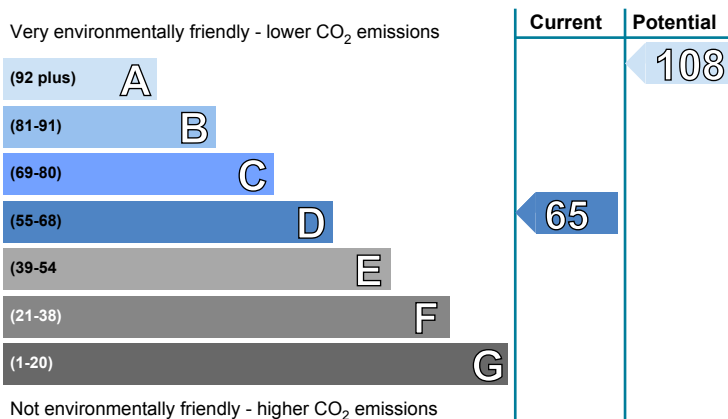 Current Potential
Very environmentally friendly - lower CO2 emissions
108
(92 plus) A
(81-91) B
(69-80) C
(55-68) D 65
(39-54 E
(21-38) F
(1-20) G
Not environmentally friendly - higher CO2 emissions